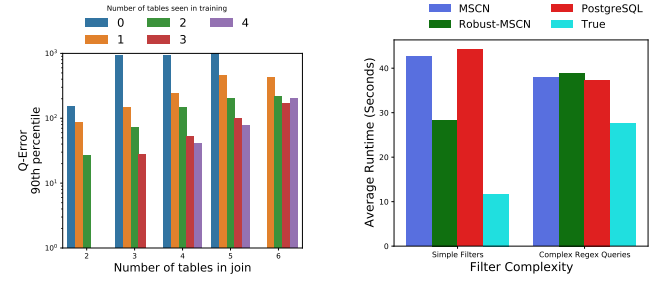 Number of tables seen in training
0 2 4
1 3
10³
10²
10¹
10⁰
Q-Error
90th percentile
2 3 4 5 6
Number of tables in join
MSCN PostgreSQL
Robust-MSCN True
40
30
20
10
0
Average Runtime (Seconds)
Simple Filters Complex Regex Queries
Filter Complexity